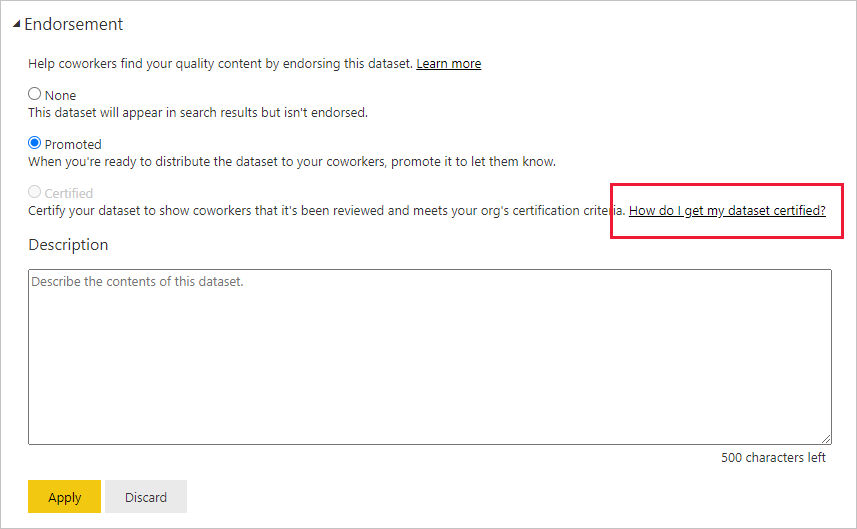 Endorsement
Help coworkers find your quality content by endorsing this dataset. Learn more
None
This dataset will appear in search results but isn't endorsed.
Promoted
When you're ready to distribute the dataset to your coworkers, promote it to let them know.
Certified
Certify your dataset to show coworkers that it's been reviewed and meets your org's certification criteria. How do I get my dataset certified?
Description
Describe the contents of this dataset.
500 characters left
Apply Discard